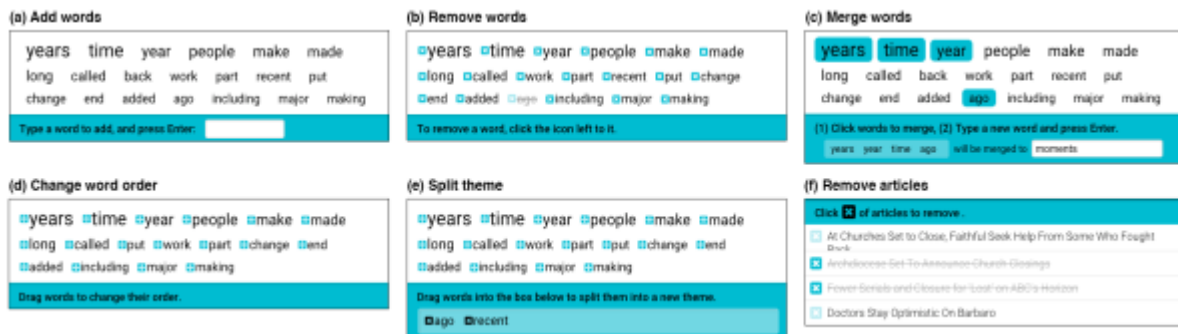 (a) Add words
years time year people make made
long called back work part recent put
change end added ago including major making
Type a word to add, and press Enter:
(b) Remove words
years time year people make made
long called work part recent put change
end added ago including major making
To remove a word, click the icon left to it.
(c) Merge words
years time year people make made
long called back work part recent put
change end added ago including major making
(1) Click words to merge, (2) Type a new word and press Enter.
years year time ago will be merged to moments
(d) Change word order
years time year people make made
long called put work part change end
added including major making
Drag words to change their order.
(e) Split theme
years time year people make made
long called work part put change end
added including major making
Drag words into the box below to split them into a new theme.
ago recent
(f) Remove articles
Click of articles to remove.
At Churches Set to Close, Faithful Seek Help From Some Who Fought
Back
Archdiocese Set To Announce Church Closings
Fewer Serials and Closure for 'Lost' on ABC's Horizon
Doctors Stay Optimistic On Barbaro